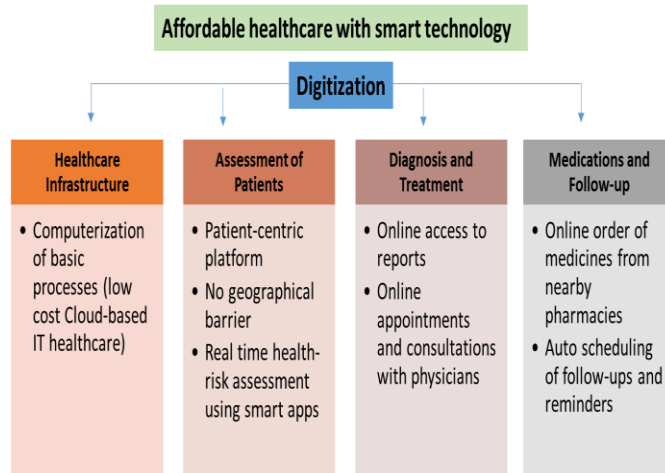 Affordable healthcare with smart technology
Digitization
Healthcare
Infrastructure
• Computerization
of basic
processes (low
cost Cloud-based
IT healthcare)
Assessment of
Patients
• Patient-centric
platform
• No geographical
barrier
• Real time health-
risk assessment
using smart apps
Diagnosis and
Treatment
• Online access to
reports
• Online
appointments
and consultations
with physicians
Medications and
Follow-up
• Online order of
medicines from
nearby
pharmacies
• Auto scheduling
of follow-ups and
reminders